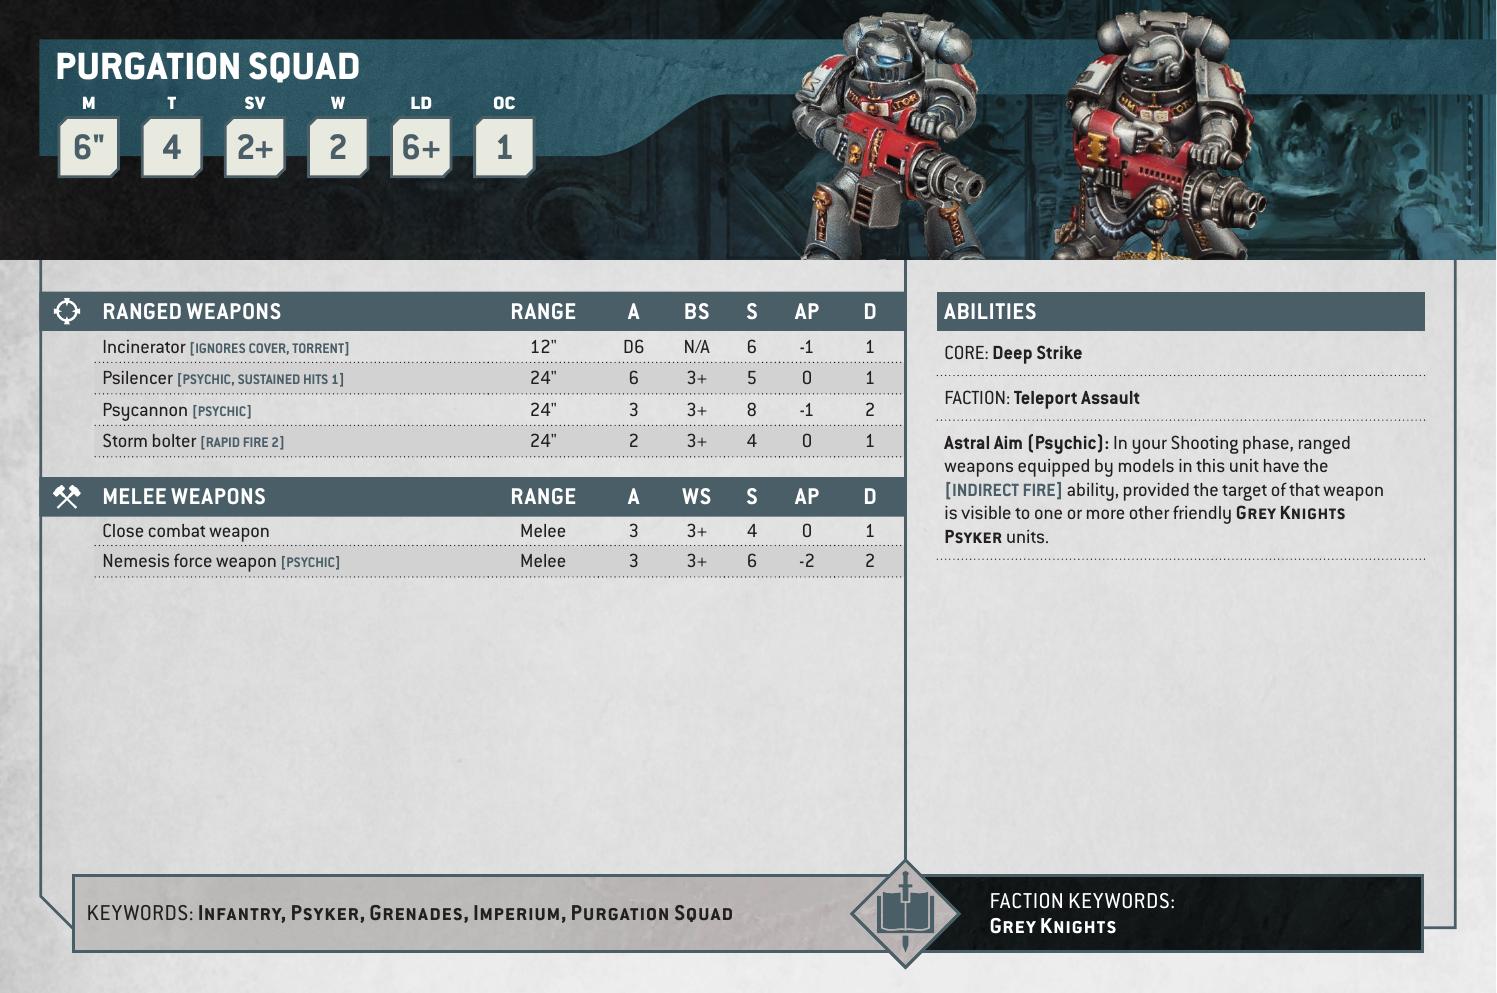 PURGATION SQUAD
M T SV W LD OC
6" 4 2+ 2 6+ 1
RANGED WEAPONS RANGE A BS S AP D
Incinerator [IGNORES COVER, TORRENT] 12" D6 N/A 6 -1 1
Psilencer [PSYCHIC, SUSTAINED HITS 1] 24" 6 3+ 5 0 1
Psycannon [PSYCHIC] 24" 3 3+ 8 -1 2
Storm bolter [RAPID FIRE 2] 24" 2 3+ 4 0 1
MELEE WEAPONS RANGE A WS S AP D
Close combat weapon Melee 3 3+ 4 0 1
Nemesis force weapon [PSYCHIC] Melee 3 3+ 6 -2 2
ABILITIES
CORE: Deep Strike
FACTION: Teleport Assault
Astral Aim (Psychic): In your Shooting phase, ranged
weapons equipped by models in this unit have the
[INDIRECT FIRE] ability, provided the target of that weapon
is visible to one or more other friendly GREY KNIGHTS
PSYKER units.
KEYWORDS: INFANTRY, PSYKER, GRENADES, IMPERIUM, PURGATION SQUAD
FACTION KEYWORDS:
GREY KNIGHTS